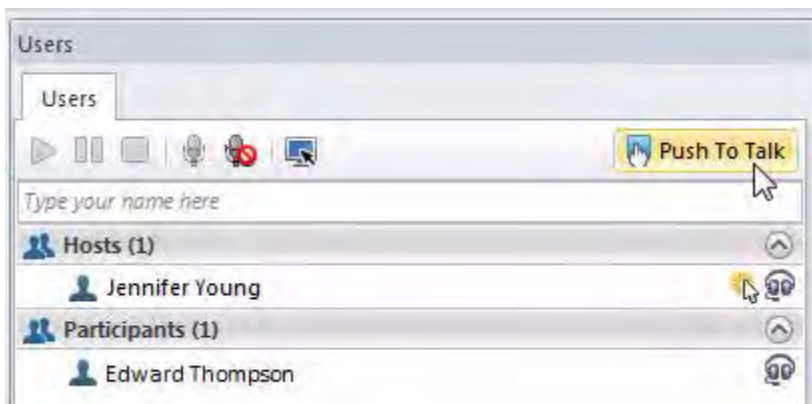 Users
Users
Push To Talk
Type your name here
Hosts (1)
Jennifer Young
Participants (1)
Edward Thompson